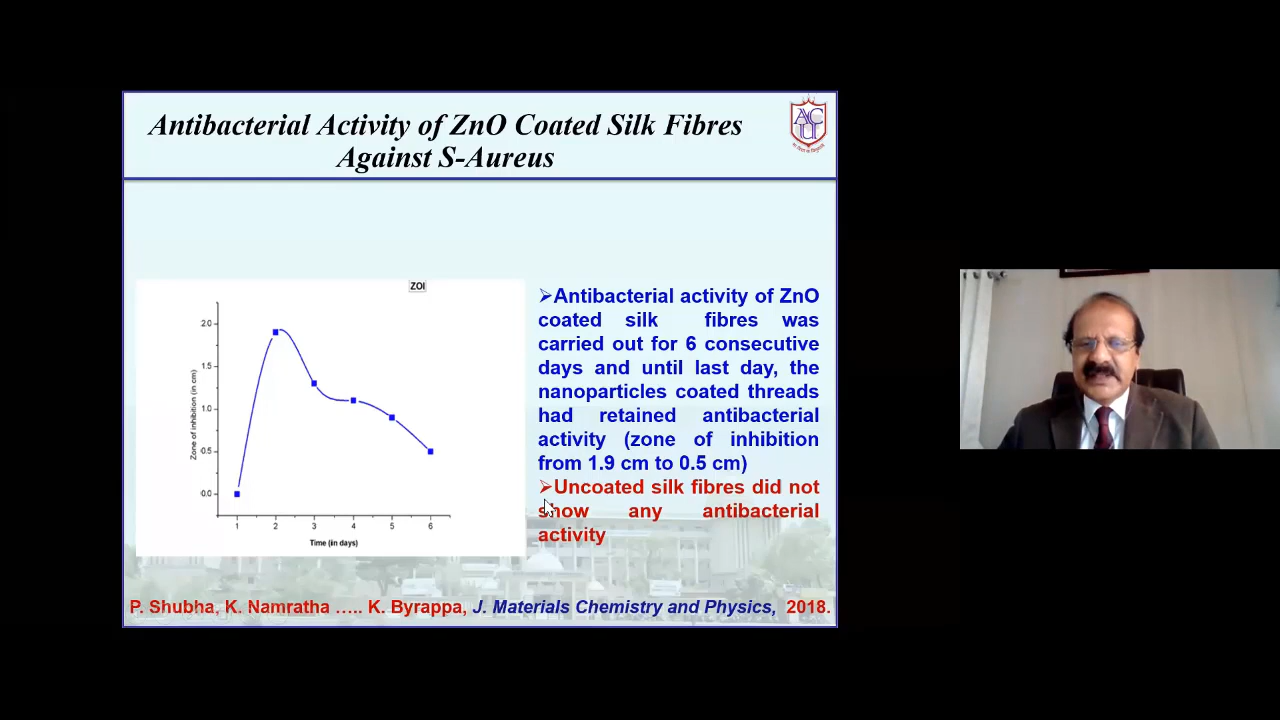 Antibacterial Activity of ZnO Coated Silk Fibres
Against S-Aureus
ACU
ZOI
2.0
1.5
1.0
0.5
0.0
Zone of inhibition (in cm)
1 2 3 4 5 6
Time (in days)
➢Antibacterial activity of ZnO
coated silk fibres was
carried out for 6 consecutive
days and until last day, the
nanoparticles coated threads
had retained antibacterial
activity (zone of inhibition
from 1.9 cm to 0.5 cm)
➢Uncoated silk fibres did not
show any antibacterial
activity
P. Shubha, K. Namratha ….. K. Byrappa, J. Materials Chemistry and Physics, 2018.